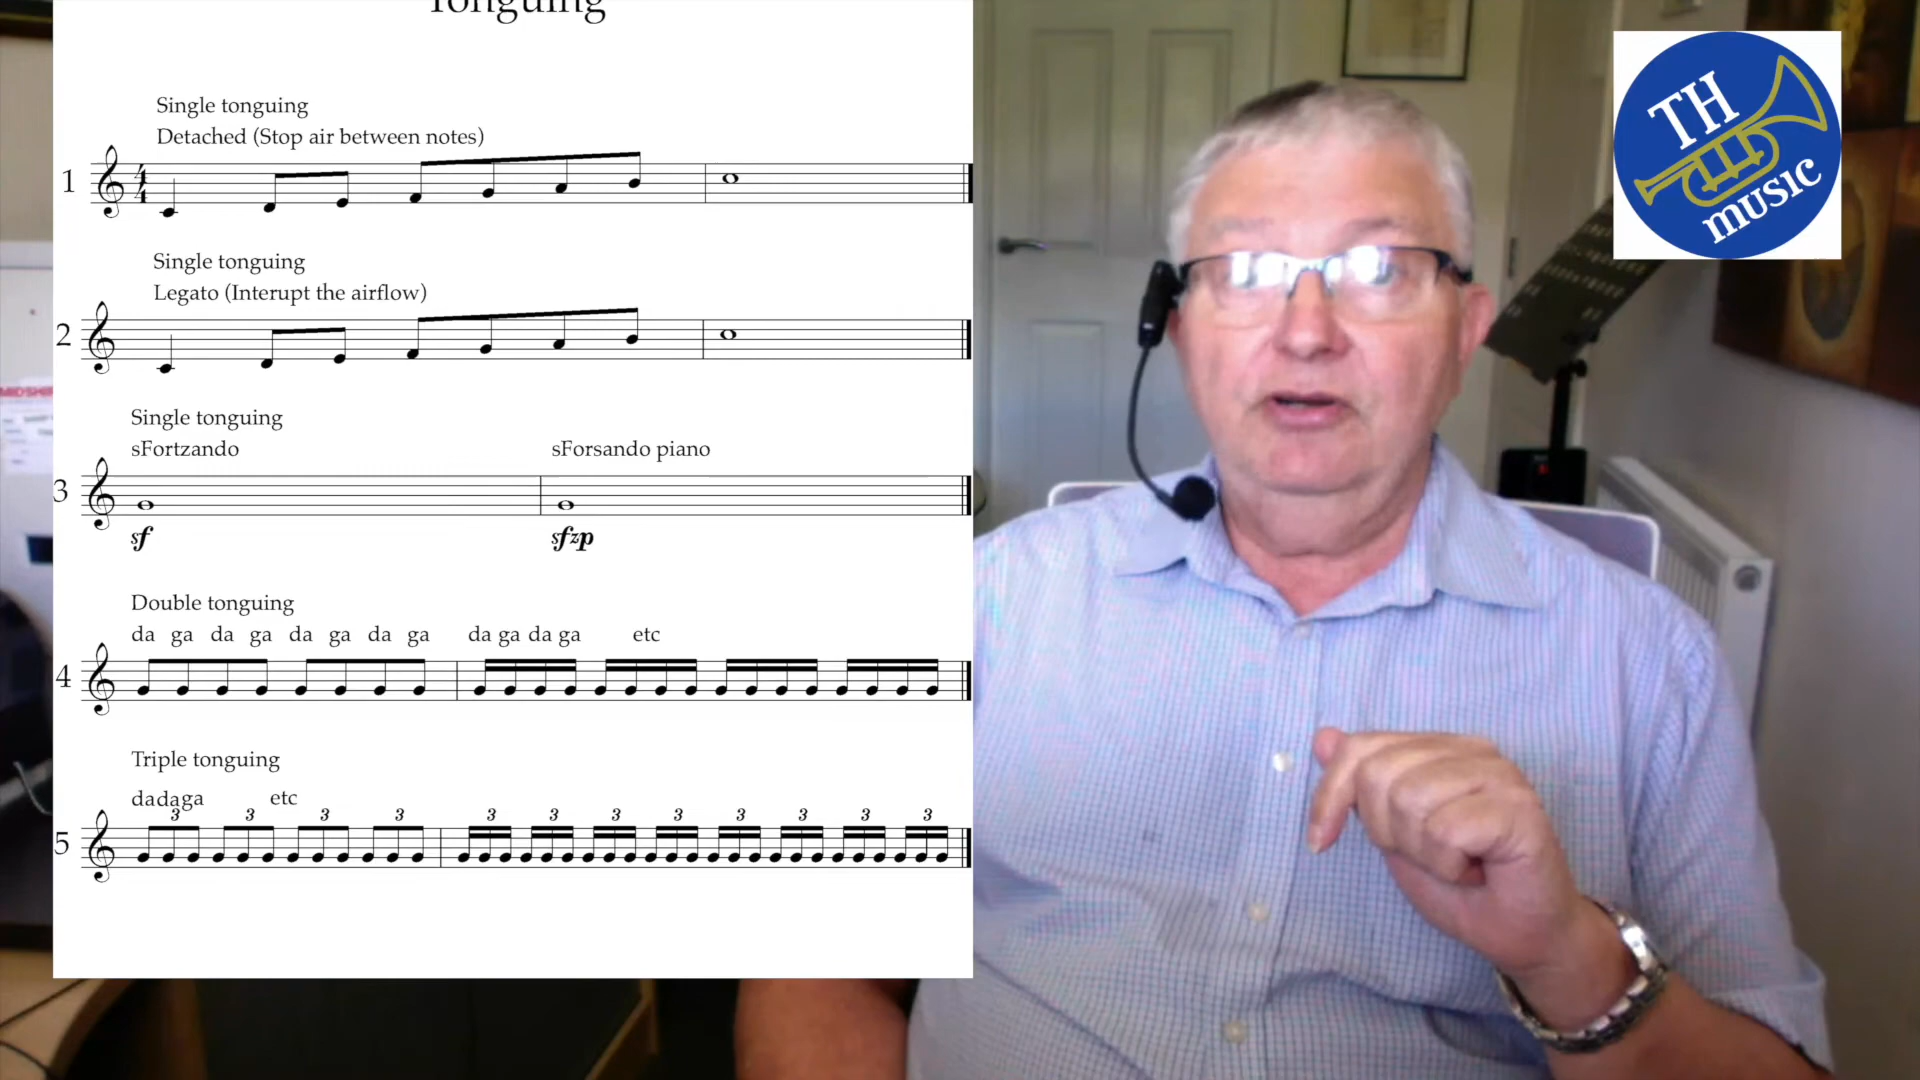 Tonguing
Single tonguing
Detached (Stop air between notes)
1
Single tonguing
Legato (Interupt the airflow)
2
Single tonguing
sFortzando sForsando piano
3
sf sfzp
Double tonguing
da ga da ga da ga da ga da ga da ga etc
4
Triple tonguing
dadaga etc
3 3 3 3 3 3 3 3 3 3 3 3
5
TH
music